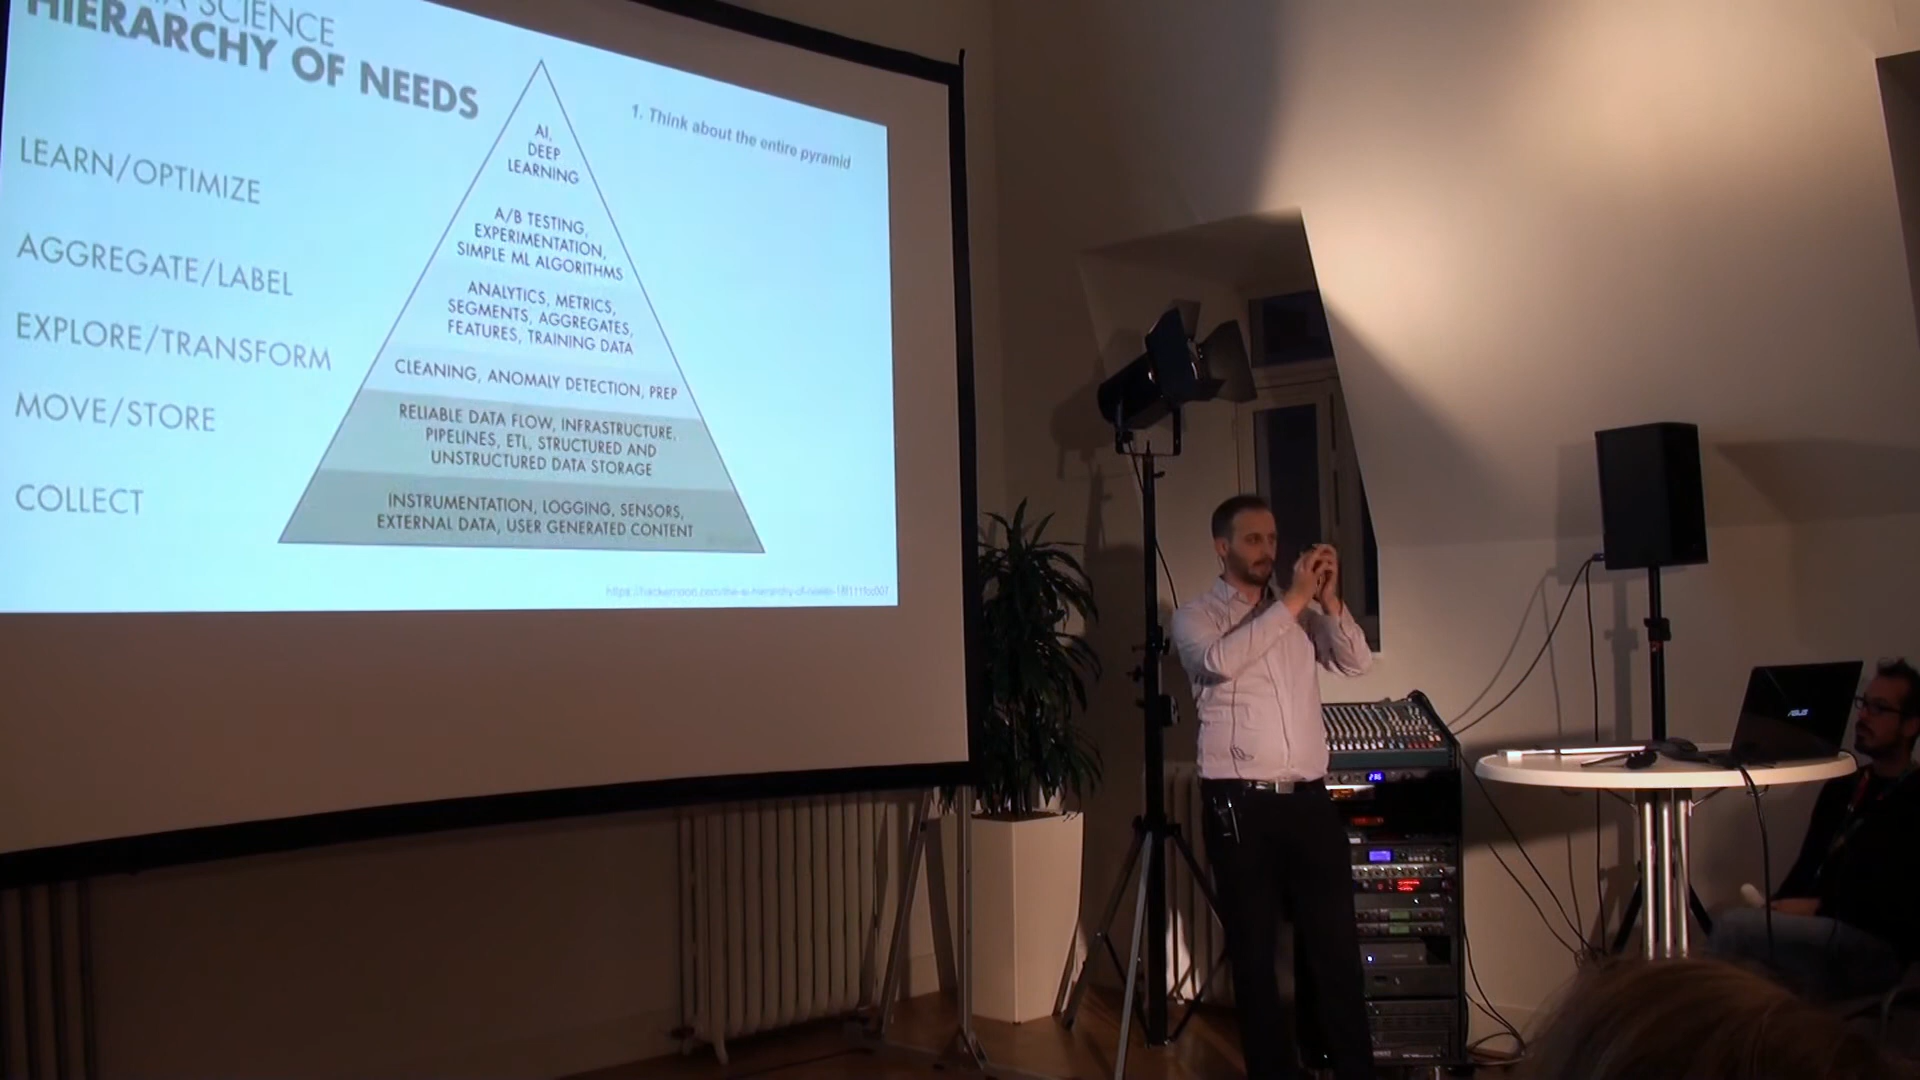 SCIENCE
HIERARCHY OF NEEDS
LEARN/OPTIMIZE
AGGREGATE/LABEL
EXPLORE/TRANSFORM
MOVE/STORE
COLLECT
AI,
DEEP
LEARNING
A/B TESTING,
EXPERIMENTATION,
SIMPLE ML ALGORITHMS
ANALYTICS, METRICS,
SEGMENTS, AGGREGATES,
FEATURES, TRAINING DATA
CLEANING, ANOMALY DETECTION, PREP
RELIABLE DATA FLOW, INFRASTRUCTURE,
PIPELINES, ETL, STRUCTURED AND
UNSTRUCTURED DATA STORAGE
INSTRUMENTATION, LOGGING, SENSORS,
EXTERNAL DATA, USER GENERATED CONTENT
1. Think about the entire pyramid
ASUS